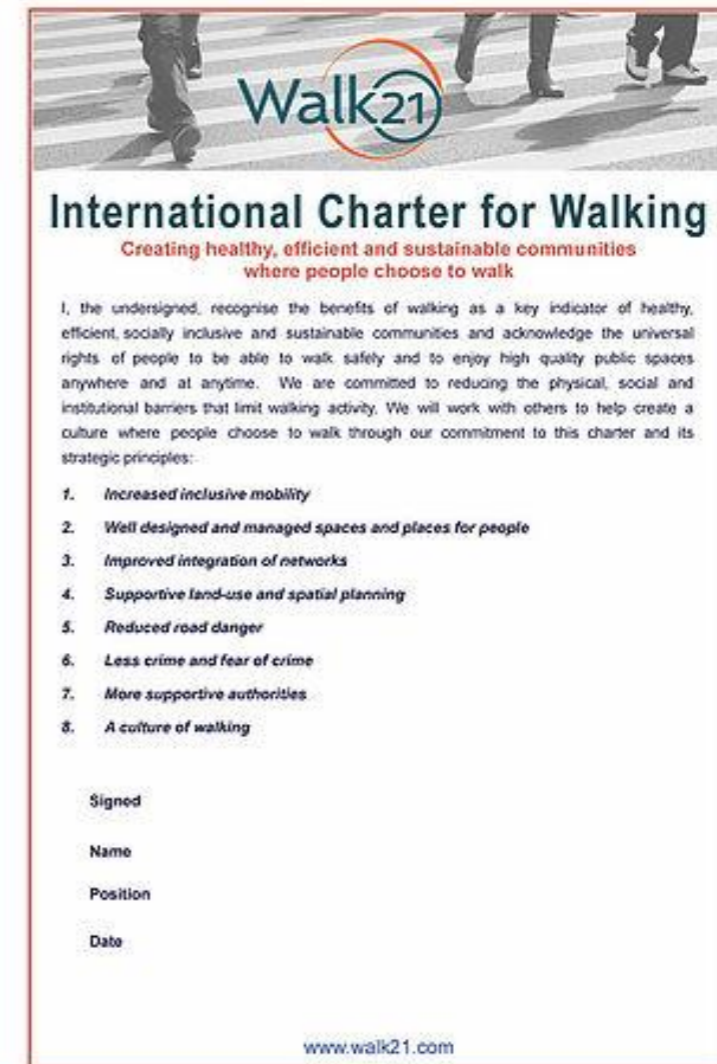 Walk21
International Charter for Walking
Creating healthy, efficient and sustainable communities
where people choose to walk
I, the undersigned, recognise the benefits of walking as a key indicator of healthy,
efficient, socially inclusive and sustainable communities and acknowledge the universal
rights of people to be able to walk safely and to enjoy high quality public spaces
anywhere and at anytime. We are committed to reducing the physical, social and
institutional barriers that limit walking activity. We will work with others to help create a
culture where people choose to walk through our commitment to this charter and its
strategic principles:
1. Increased inclusive mobility
2. Well designed and managed spaces and places for people
3. Improved integration of networks
4. Supportive land-use and spatial planning
5. Reduced road danger
6. Less crime and fear of crime
7. More supportive authorities
8. A culture of walking
Signed
Name
Position
Date
www.walk21.com